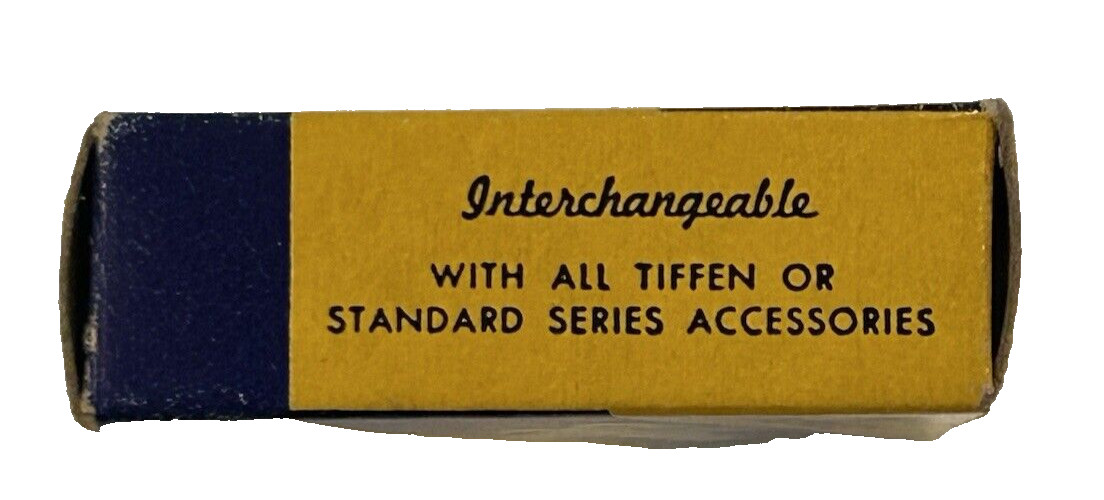 Interchangeable
WITH ALL TIFFEN OR
STANDARD SERIES ACCESSORIES